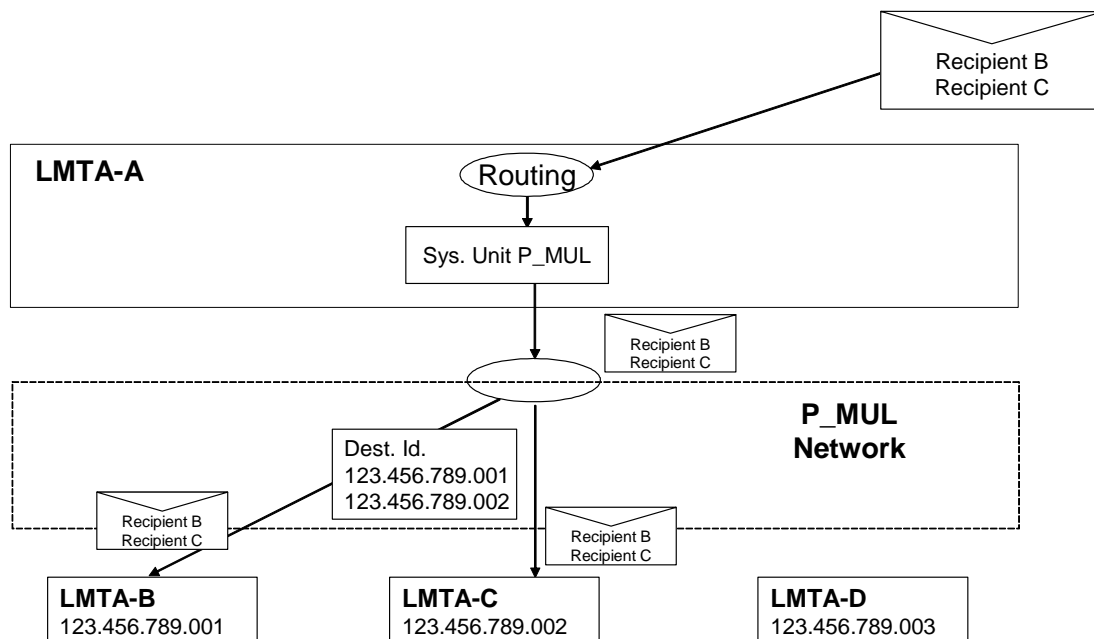 Recipient B
Recipient C
LMTA-A
Routing
Sys. Unit P_MUL
Recipient B
Recipient C
P_MUL
Network
Dest. Id.
123.456.789.001
123.456.789.002
Recipient B
Recipient C
Recipient B
Recipient C
LMTA-B
123.456.789.001
LMTA-C
123.456.789.002
LMTA-D
123.456.789.003